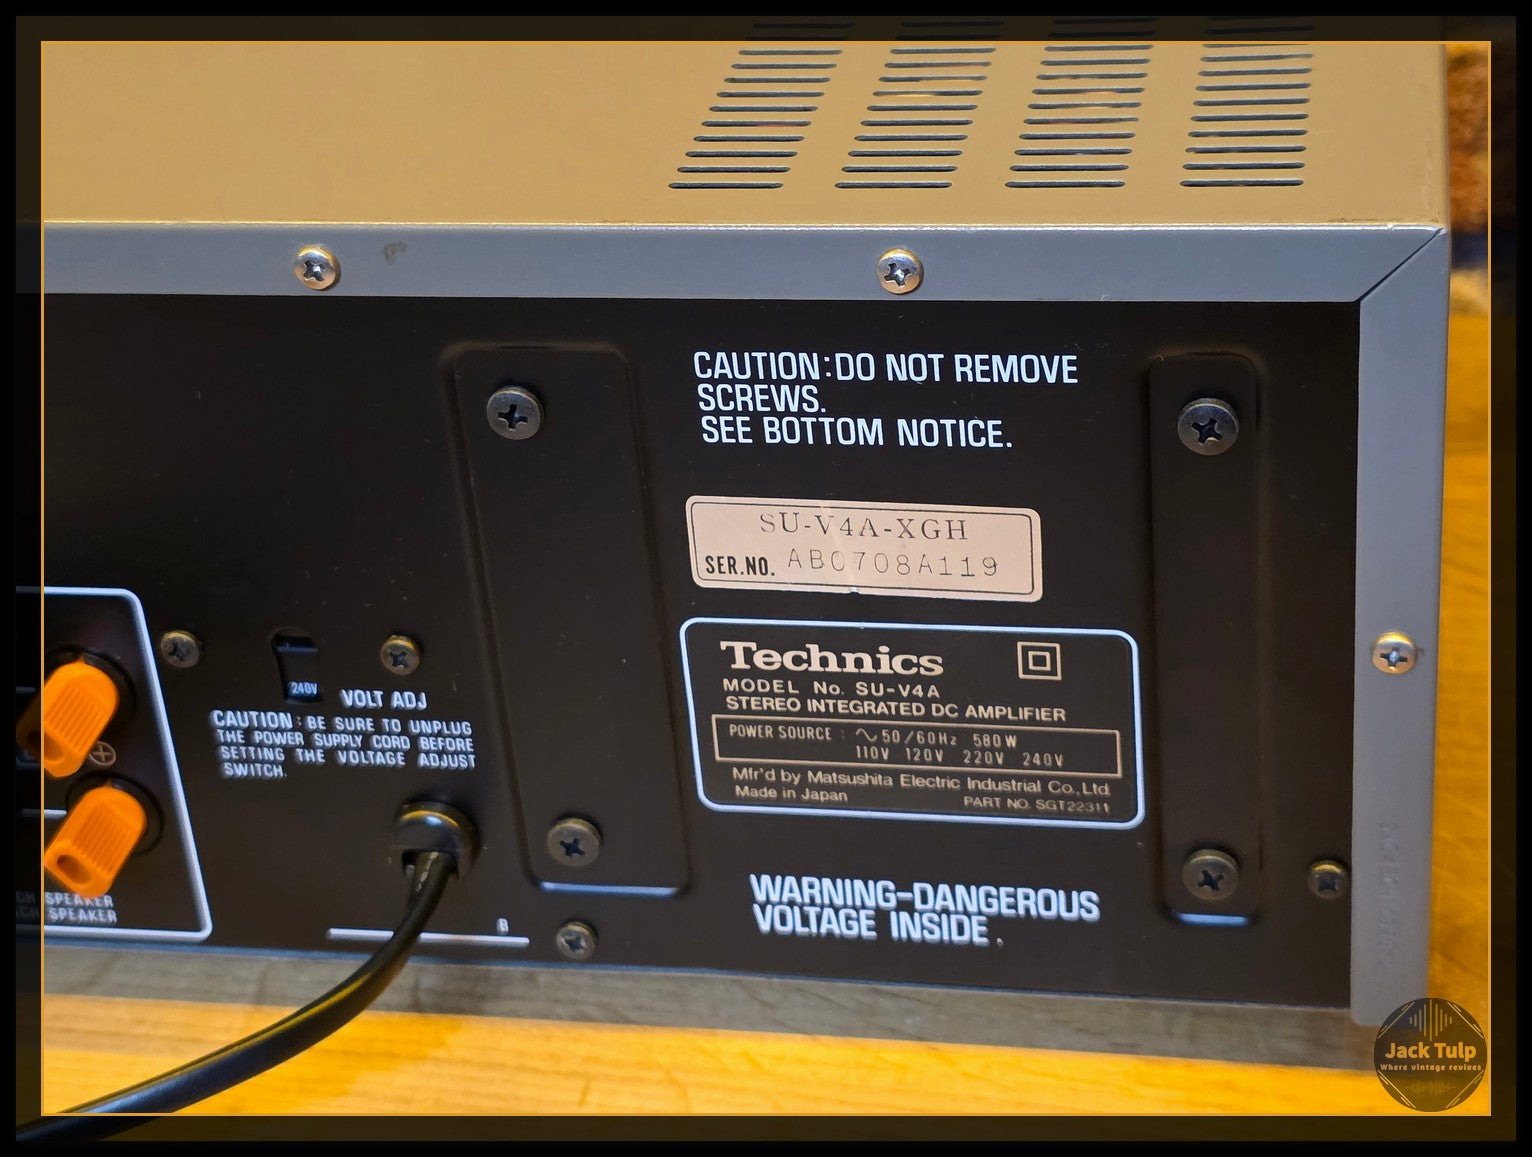 CAUTION:DO NOT REMOVE
SCREWS.
SEE BOTTOM NOTICE.
SU-V4A-XGH
SER.NO. AB0708A119
240V
VOLT ADJ
CAUTION: BE SURE TO UNPLUG
THE POWER SUPPLY CORD BEFORE
SETTING THE VOLTAGE ADJUST
SWITCH.
Technics
MODEL No. SU-V4A
STEREO INTEGRATED DC AMPLIFIER
POWER SOURCE : ∿50/60Hz 580W
110V 120V 220V 240V
Mfr'd by Matsushita Electric Industrial Co.,Ltd.
Made in Japan
PART NO. SGT22311
SPEAKER
SPEAKER
WARNING-DANGEROUS
VOLTAGE INSIDE.
Jack Tulp
Where vintage revives